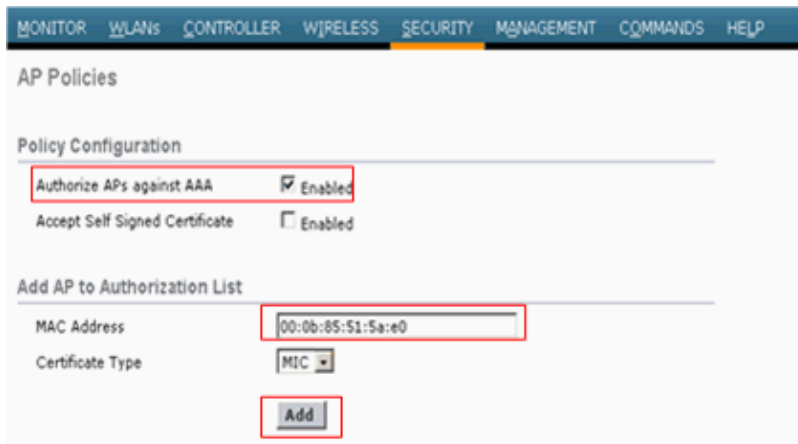 MONITOR WLANs CONTROLLER WIRELESS SECURITY MANAGEMENT COMMANDS HELP
AP Policies
Policy Configuration
Authorize APs against AAA Enabled
Accept Self Signed Certificate Enabled
Add AP to Authorization List
MAC Address 00:0b:85:51:5a:e0
Certificate Type MIC
Add